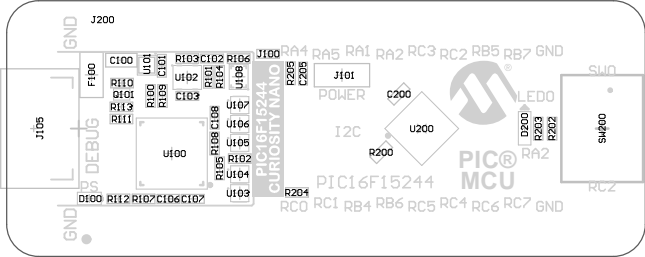 J200
GND
F100
C100
U101
C101
R103
C102
R106
J100
RA4
RA5
RA1
RA2
RC3
RC2
RB5
RB7
GND
U102
R101
R104
U108
R205
C205
J101
POWER
SW0
R110
Q101
R113
R111
R100
R109
C103
U107
C200
LED0
J105
DEBUG
U100
C108
R108
U106
U105
PIC16F15244
CURIOSITY NANO
I2C
U200
D200
R203
R202
SW200
R102
R200
PIC®
MCU
RA2
R105
U104
PIC16F15244
PS
D100
R112
R107
C106
C107
U103
R204
RC2
RC0
RC1
RB4
RB6
RC5
RC4
RC6
RC7
GND
GND